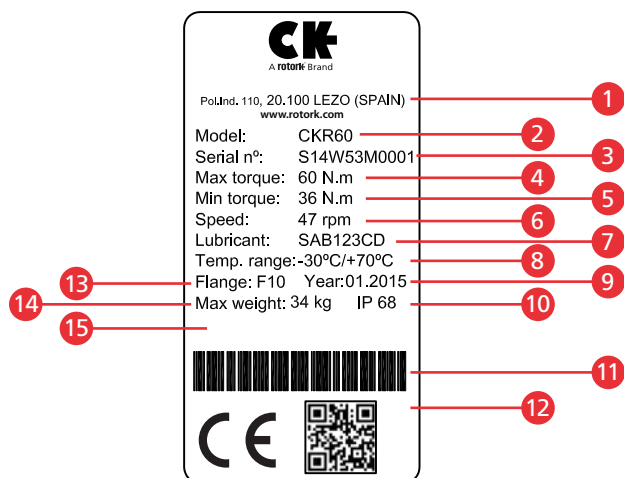 CK
A rotork Brand
Pol.Ind. 110, 20.100 LEZO (SPAIN)
www.rotork.com
Model: CKR60
Serial nº: S14W53M0001
Max torque: 60 N.m
Min torque: 36 N.m
Speed: 47 rpm
Lubricant: SAB123CD
Temp. range:-30ºC/+70ºC
Flange: F10 Year:01.2015
Max weight: 34 kg IP 68
CE
1
2
3
4
5
6
7
8
9
10
11
12
13
14
15